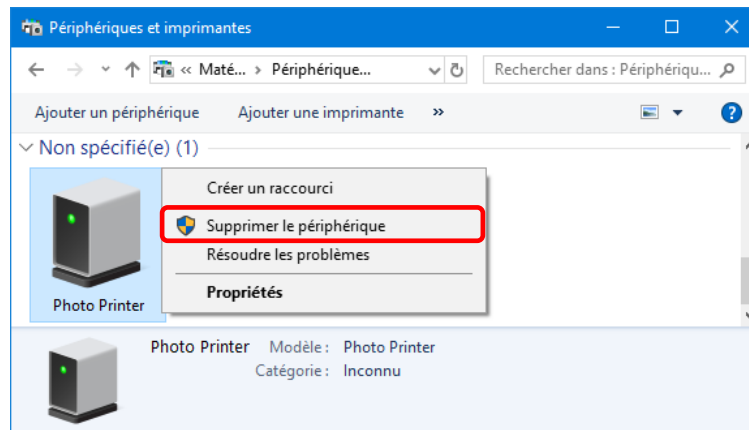 Périphériques et imprimantes
« Maté... › Périphérique...
Rechercher dans : Périphériqu...
Ajouter un périphérique Ajouter une imprimante »
Non spécifié(e) (1)
Créer un raccourci
Supprimer le périphérique
Résoudre les problèmes
Propriétés
Photo Printer
Photo Printer Modèle : Photo Printer
Catégorie : Inconnu